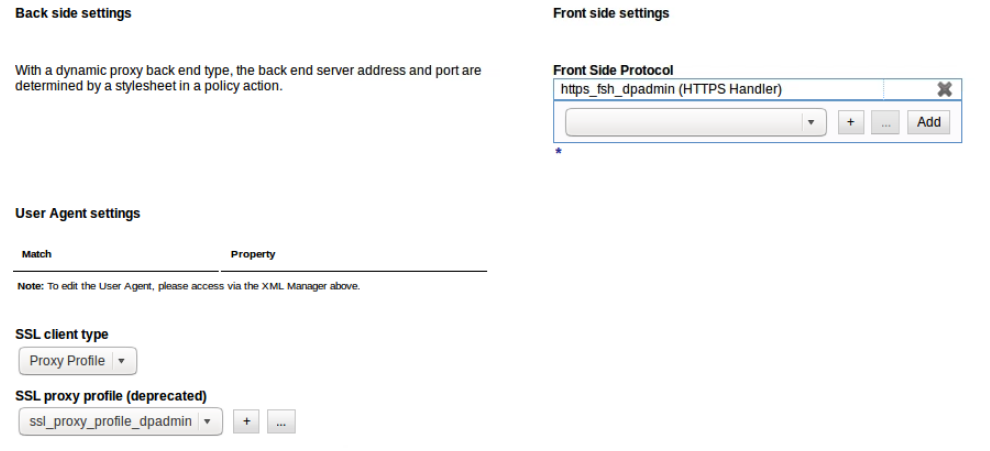 Back side settings
With a dynamic proxy back end type, the back end server address and port are
determined by a stylesheet in a policy action.
Front side settings
Front Side Protocol
https_fsh_dpadmin (HTTPS Handler)
+ ... Add
*
User Agent settings
Match Property
Note: To edit the User Agent, please access via the XML Manager above.
SSL client type
Proxy Profile
SSL proxy profile (deprecated)
ssl_proxy_profile_dpadmin + ...